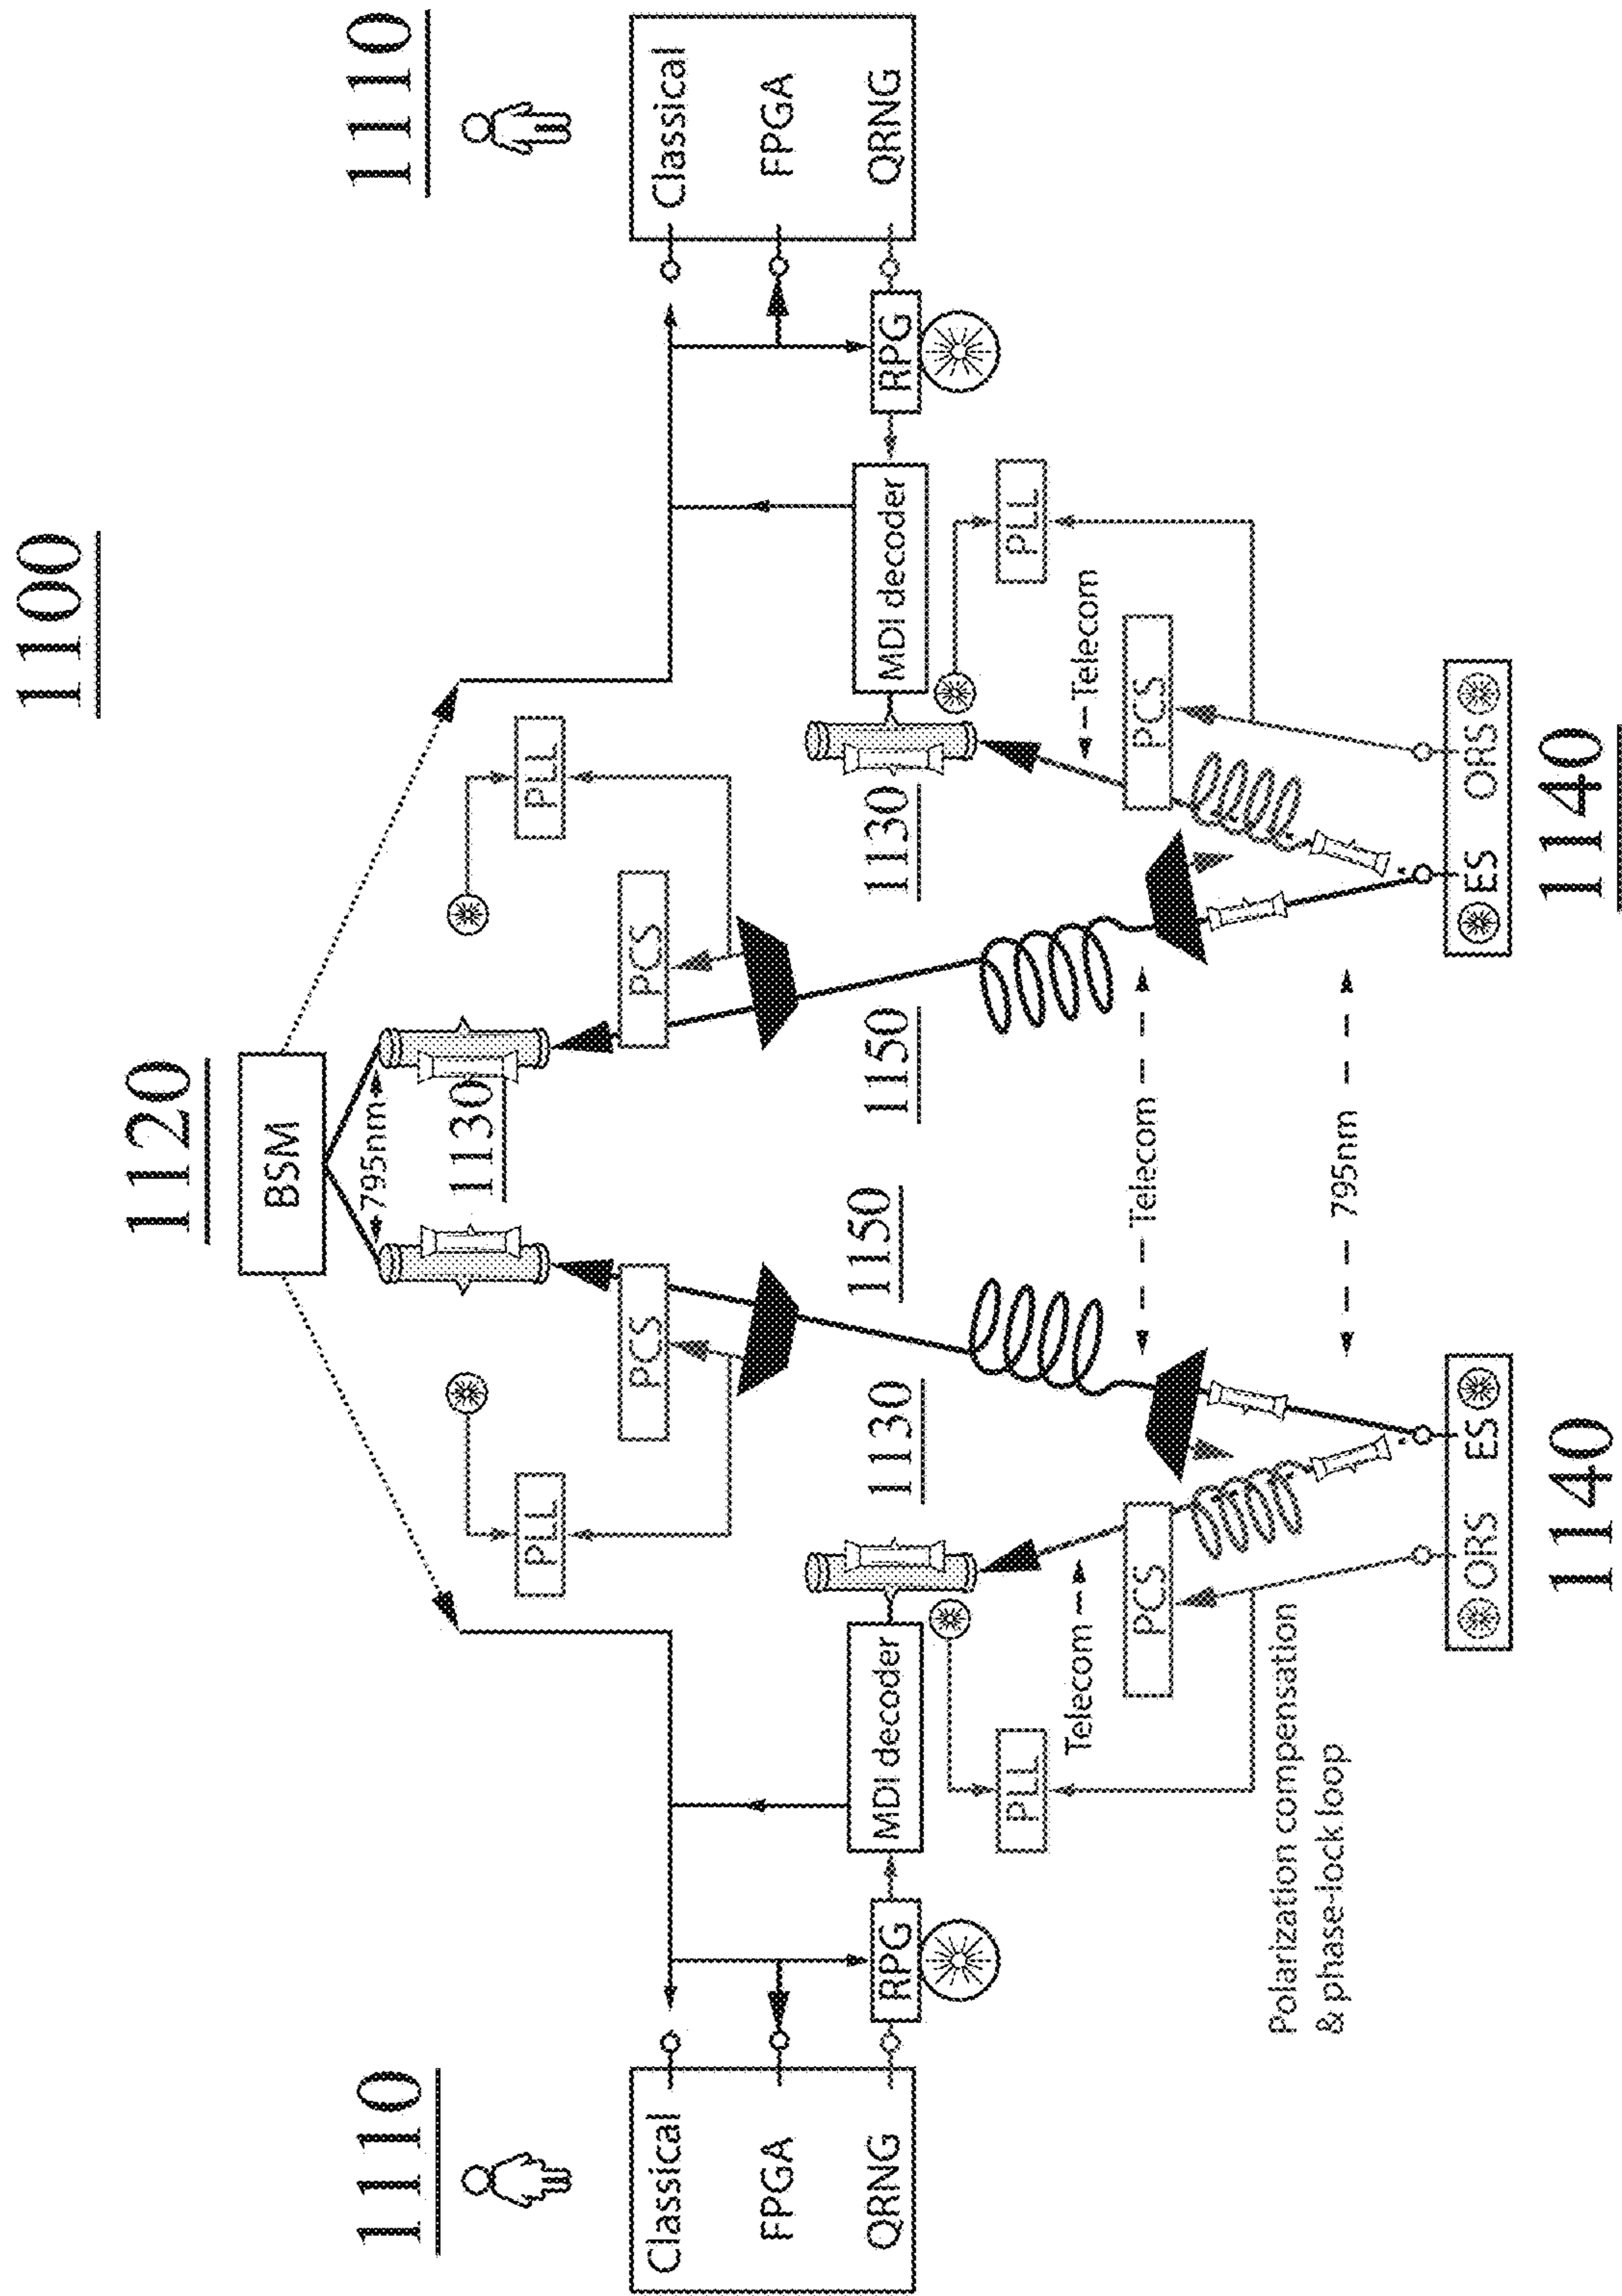 1100
1120
BSM
1110
1110
795nm
1130
PLL
PLL
PCS
PCS
Classical
FPGA
QRNG
Classical
FPGA
QRNG
RPG
MDI decoder
1130
1150
1150
1130
MDI decoder
RPG
PLL
Telecom
PCS
Telecom
PCS
Telecom
PLL
Polarization compensation
& phase-lock loop
795nm
ORS
ES
ES
ORS
1140
1140